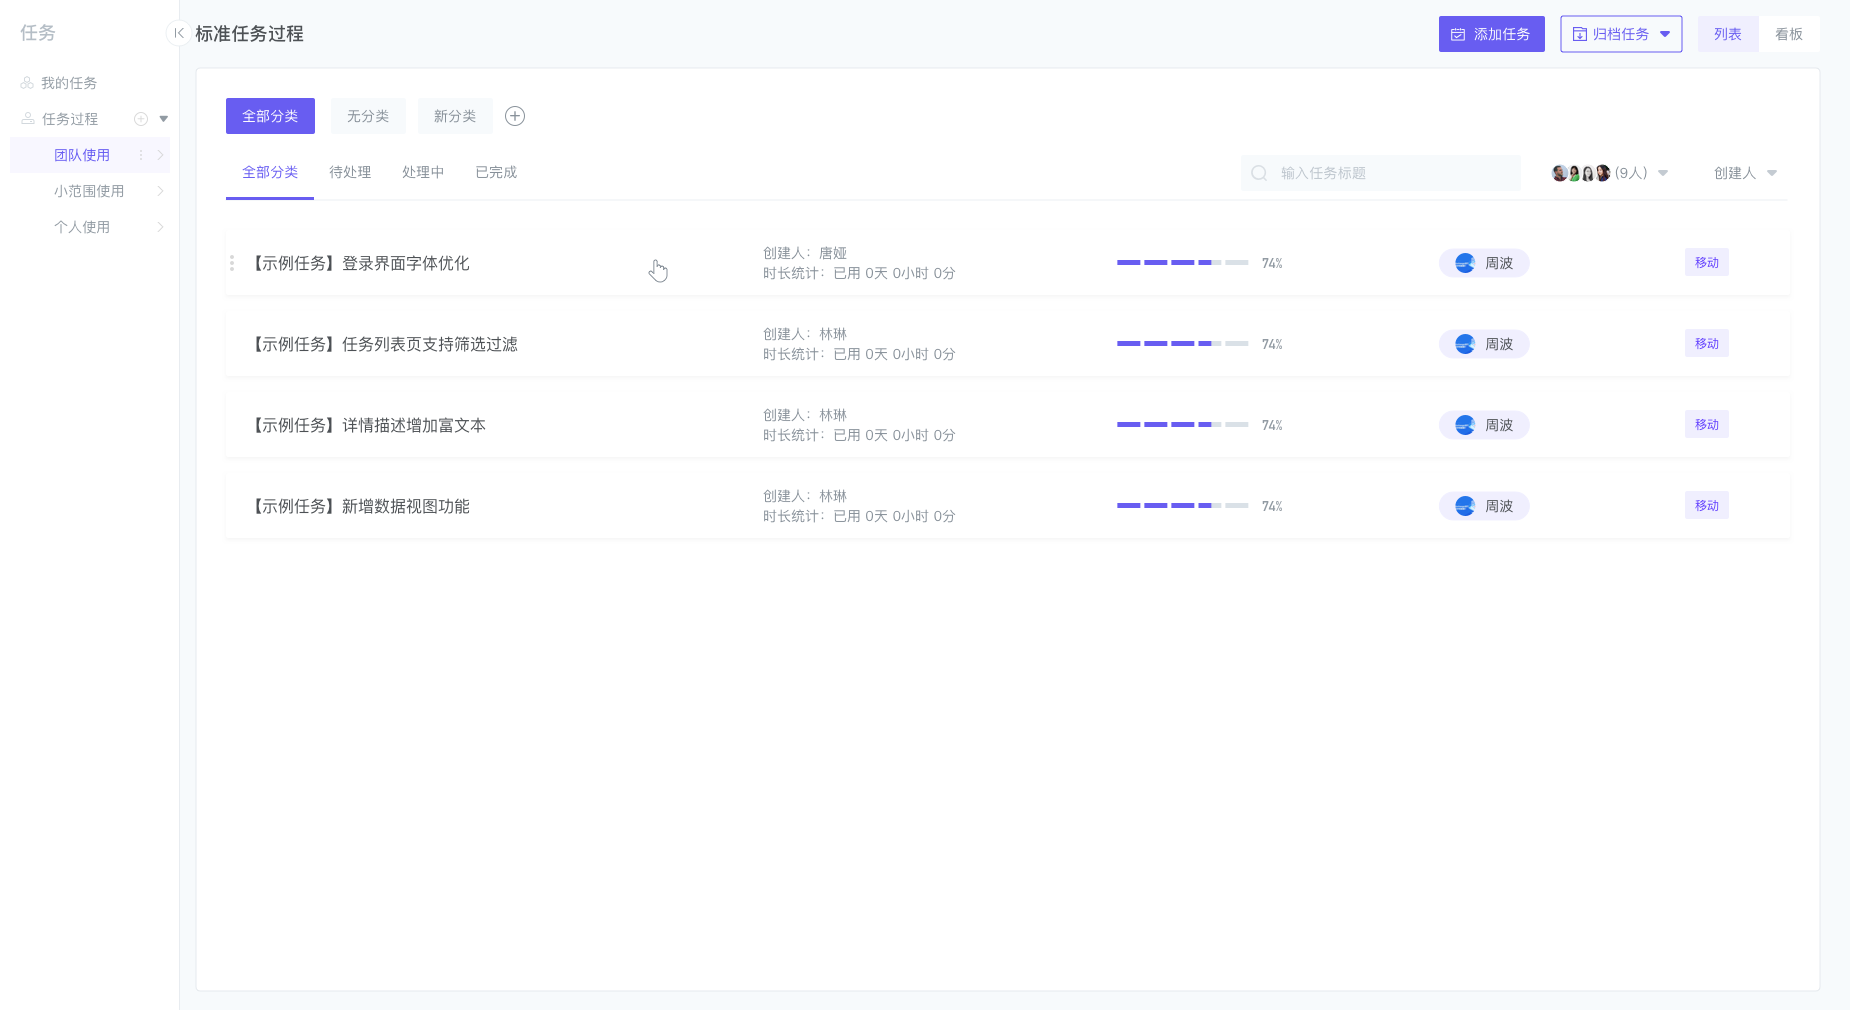 任务
我的任务
任务过程
团队使用
小范围使用
个人使用
标准任务过程
添加任务
归档任务
列表
看板
全部分类
无分类
新分类
全部分类
待处理
处理中
已完成
输入任务标题
(9人)
创建人
【示例任务】登录界面字体优化
创建人：唐娅
时长统计：已用 0天 0小时 0分
74%
周波
移动
【示例任务】任务列表页支持筛选过滤
创建人：林琳
时长统计：已用 0天 0小时 0分
74%
周波
移动
【示例任务】详情描述增加富文本
创建人：林琳
时长统计：已用 0天 0小时 0分
74%
周波
移动
【示例任务】新增数据视图功能
创建人：林琳
时长统计：已用 0天 0小时 0分
74%
周波
移动